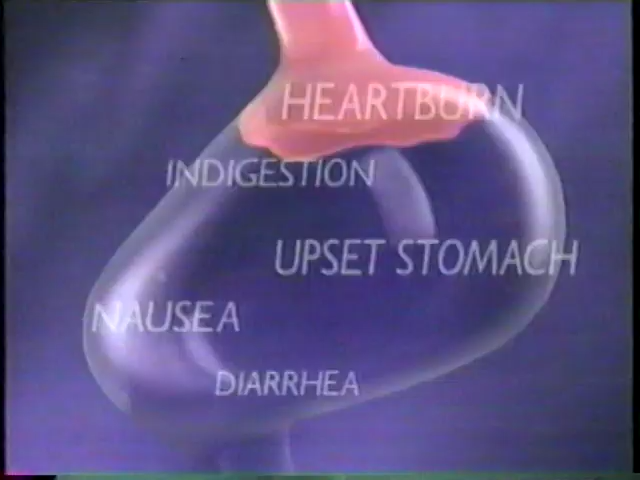 HEARTBURN
INDIGESTION
UPSET STOMACH
NAUSEA
DIARRHEA